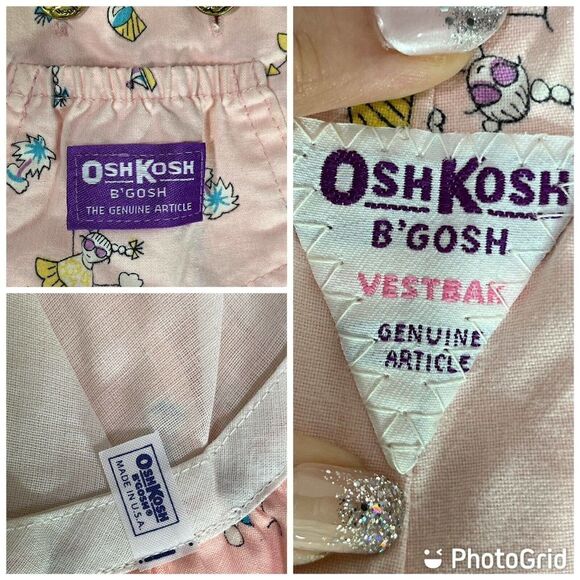 OSHKOSH
B'GOSH
THE GENUINE ARTICLE
OSHKOSH
B'GOSH
VESTBAK
GENUINE
ARTICLE
OSHKOSH
B'GOSH®
MADE IN U.S.A.
PhotoGrid